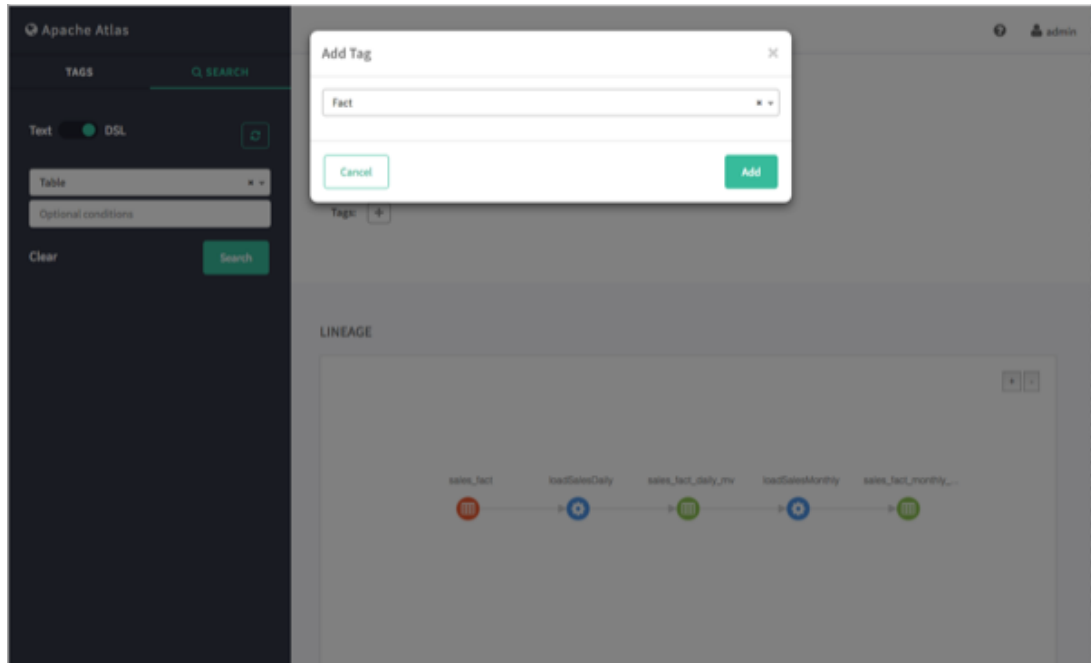 Apache Atlas
admin
TAGS
SEARCH
Add Tag
×
Fact
Cancel
Add
Text
DSL
Table
Optional conditions
Clear
Search
Tags: +
LINEAGE
+ -
sales_fact loadSalesDaily sales_fact_daily_mv loadSalesMonthly sales_fact_monthly_...